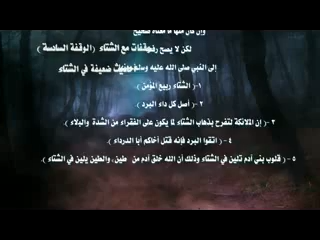 وإن كان منها ما معناه صحيح
لكن لا يصح رفعها
وقفات مع الشتاء (الوقفة السادسة)
إلى النبي صلى الله عليه وسلم
أحاديث ضعيفة في الشتاء
١- ( الشتاء ربيع المؤمن ).
٢- ( أصل كل داء البرد ).
٣- ( إن الملائكة لتفرح بذهاب الشتاء لما يكون على الفقراء من الشدة والبلاء ).
٤- ( اتقوا البرد فإنه قتل أخاكم أبا الدرداء ).
٥- ( قلوب بني آدم تلين في الشتاء وذلك أن الله خلق آدم من طين، والطين يلين في الشتاء ).